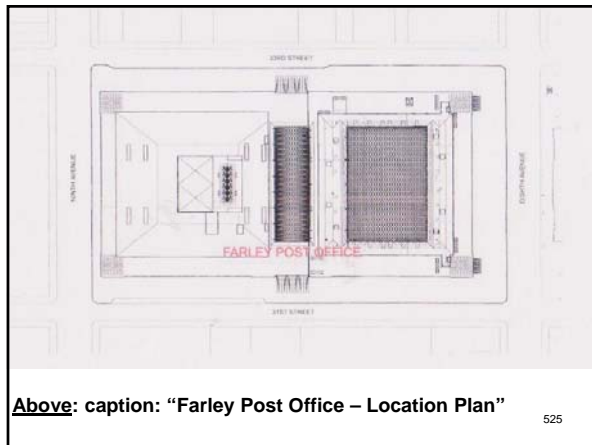 33RD STREET
NINTH AVENUE
EIGHTH AVENUE
FARLEY POST OFFICE
31ST STREET
Above: caption: “Farley Post Office – Location Plan”
525